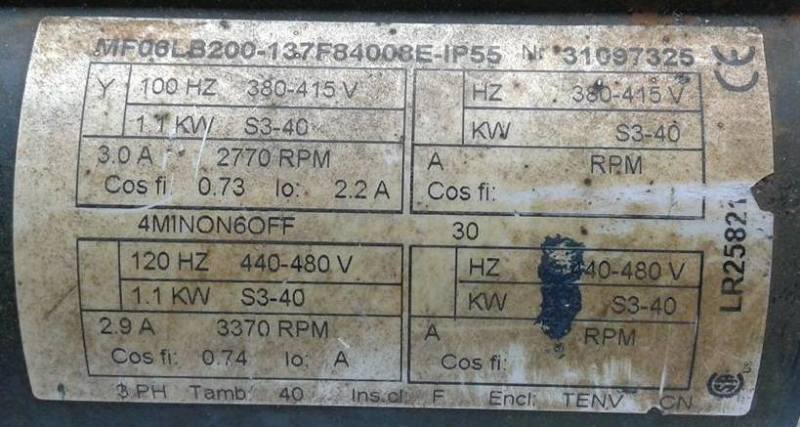 MF06LB200-137F84008E-IP55 Nr 31097325
CE
Y 100 HZ 380-415 V
1.1 KW S3-40
3.0 A 2770 RPM
Cos fi: 0.73 Io: 2.2 A
HZ 380-415 V
KW S3-40
A RPM
Cos fi:
4M1NON6OFF 30
120 HZ 440-480 V
1.1 KW S3-40
2.9 A 3370 RPM
Cos fi: 0.74 Io: A
HZ 440-480 V
KW S3-40
A RPM
Cos fi:
3 PH Tamb 40 Ins.cl: F Encl: TENV CN
LR25821